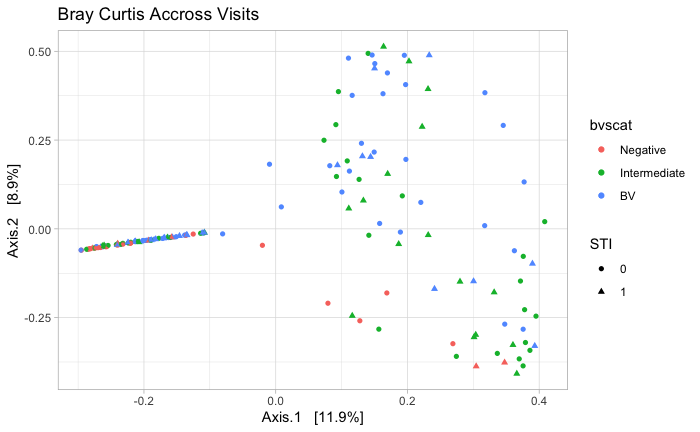 Bray Curtis Accross Visits
0.50
0.25
0.00
-0.25
Axis.2 [8.9%]
-0.2
0.0
0.2
0.4
Axis.1 [11.9%]
bvscat
Negative
Intermediate
BV
STI
0
1